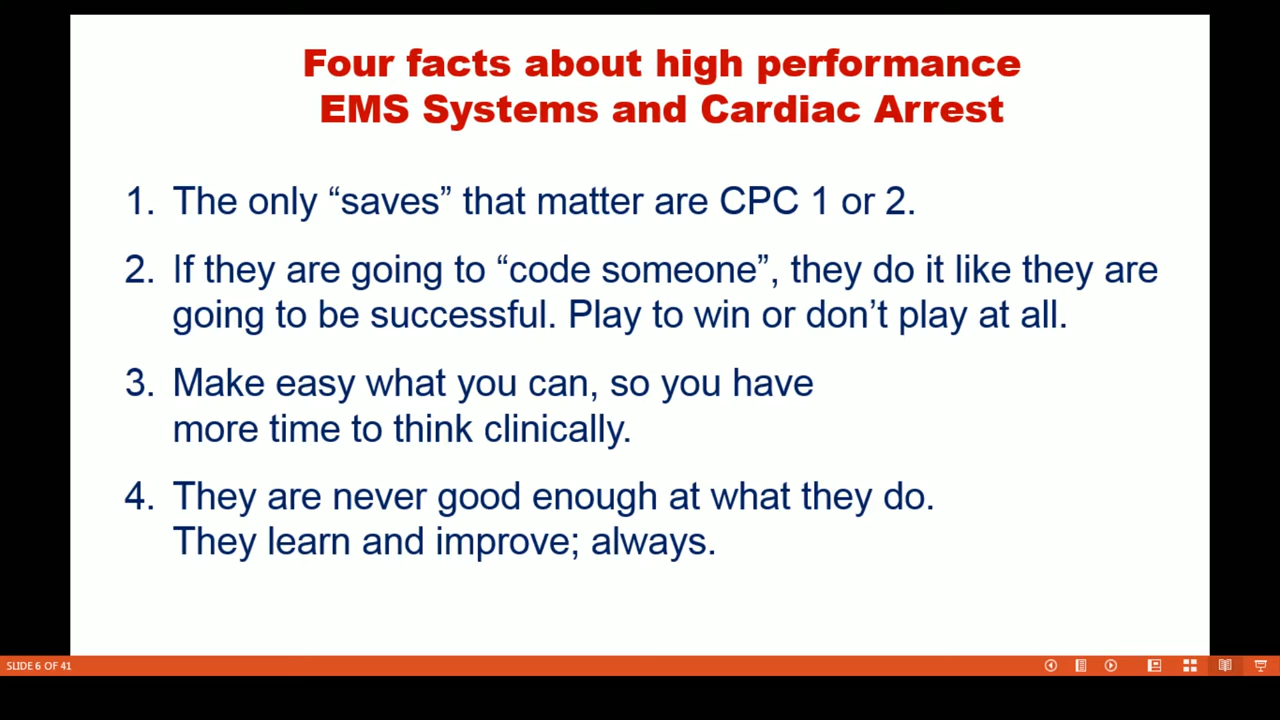 Four facts about high performance
EMS Systems and Cardiac Arrest
1. The only “saves” that matter are CPC 1 or 2.
2. If they are going to “code someone”, they do it like they are
going to be successful. Play to win or don’t play at all.
3. Make easy what you can, so you have
more time to think clinically.
4. They are never good enough at what they do.
They learn and improve; always.
SLIDE 6 OF 41